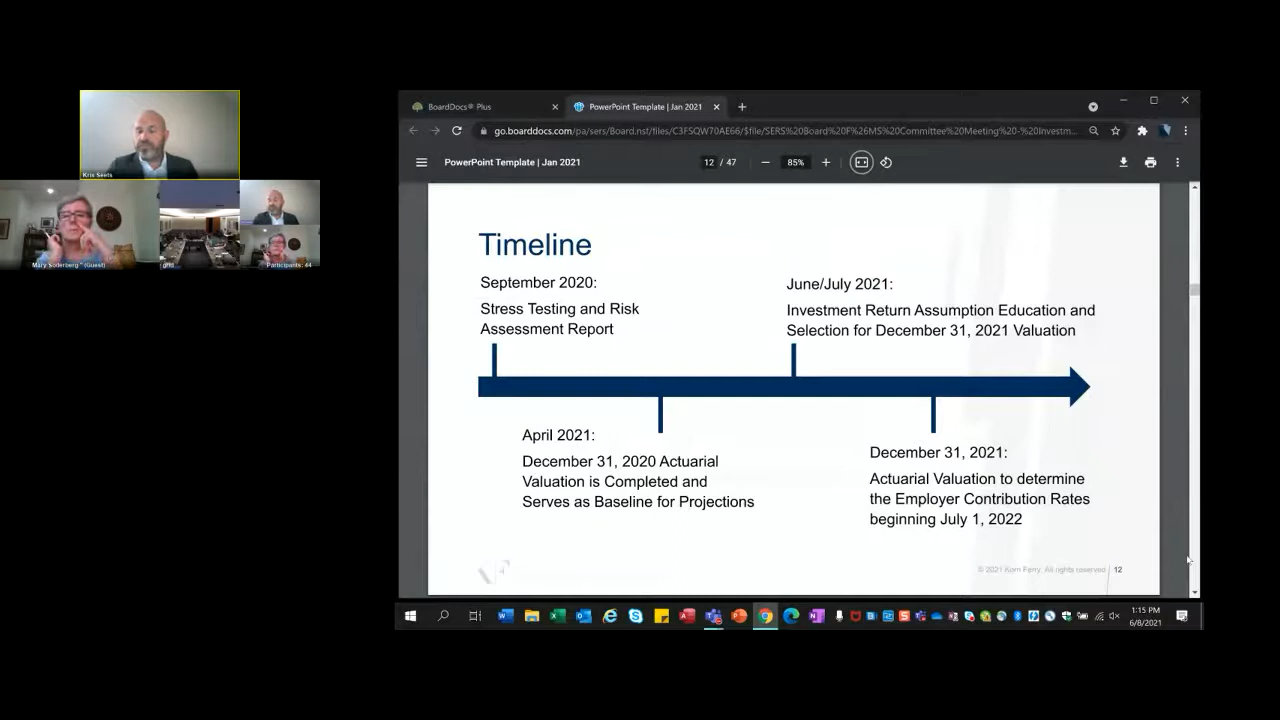 Kris Seets
Mary Soderberg (Guest)
Participants: 44
BoardDocs® Plus
PowerPoint Template | Jan 2021
go.boarddocs.com/pa/sers/Board.nsf/files/C3FSQW70AE66/$file/SERS%20Board%20F%26MS%20Committee%20Meeting%20-%20Investm...
PowerPoint Template | Jan 2021
12 / 47
85%
Timeline
September 2020:
Stress Testing and Risk
Assessment Report
June/July 2021:
Investment Return Assumption Education and
Selection for December 31, 2021 Valuation
April 2021:
December 31, 2020 Actuarial
Valuation is Completed and
Serves as Baseline for Projections
December 31, 2021:
Actuarial Valuation to determine
the Employer Contribution Rates
beginning July 1, 2022
© 2021 Korn Ferry. All rights reserved
12
1:15 PM
6/8/2021